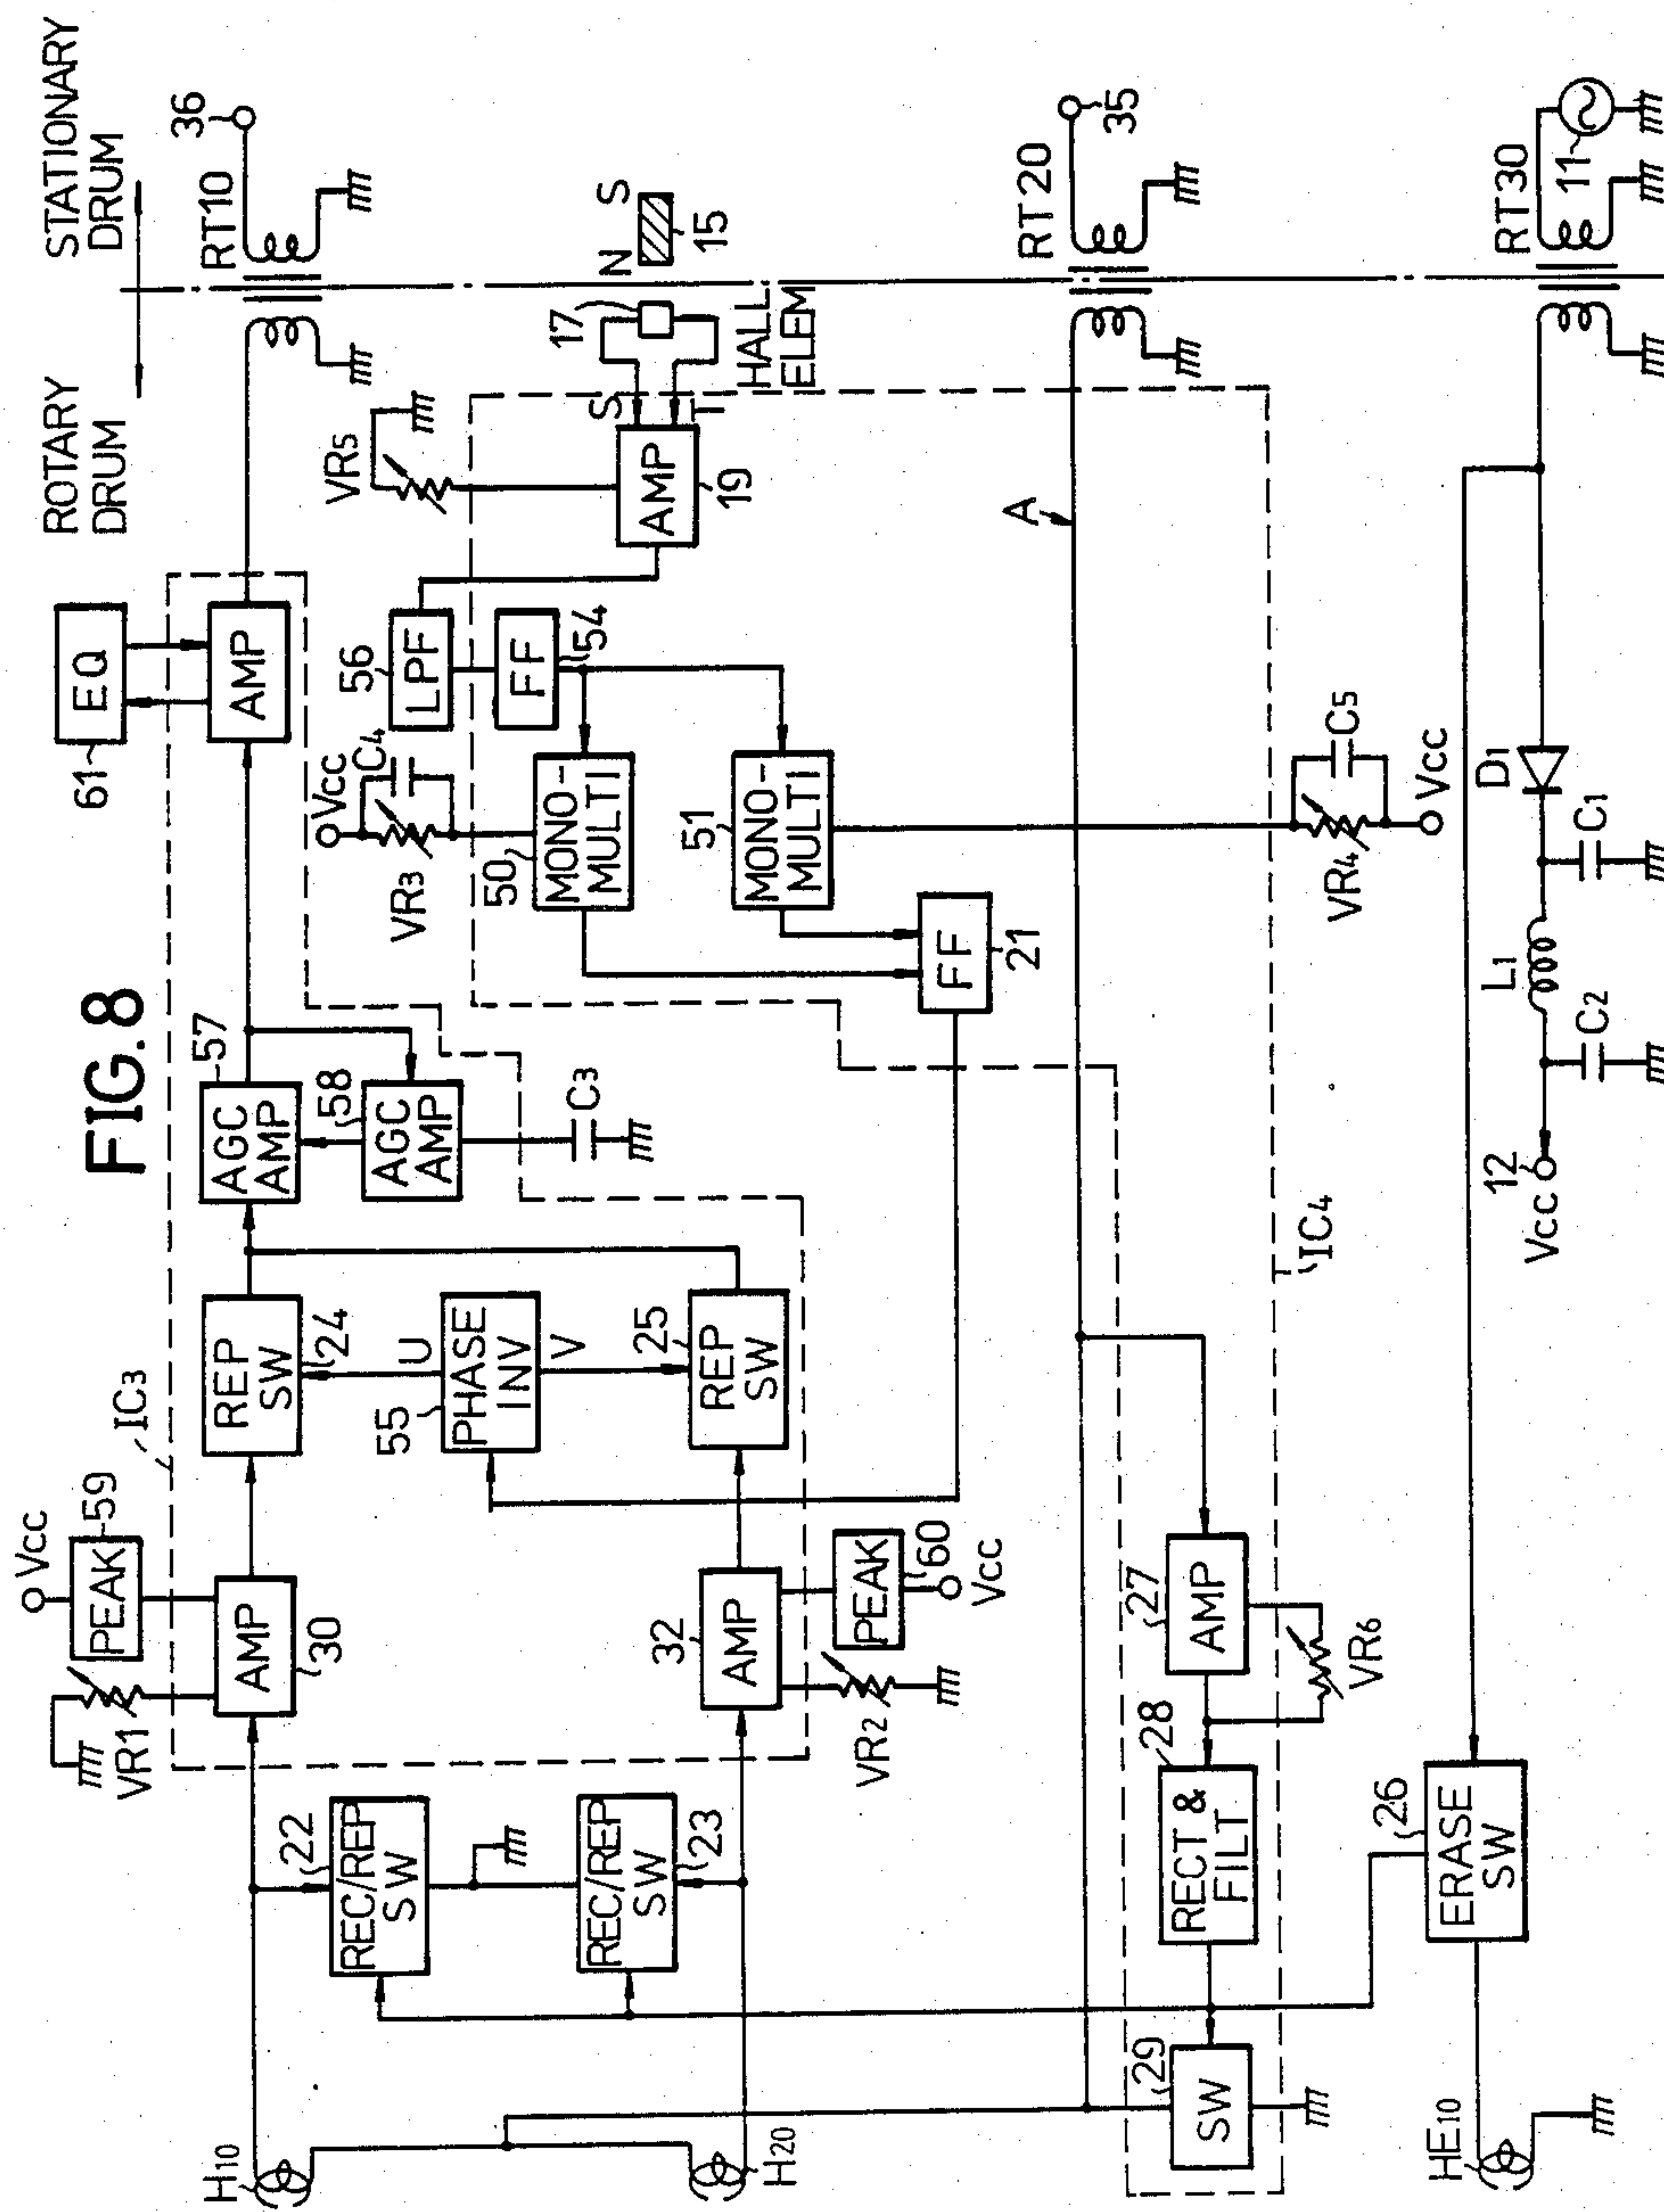 FIG. 8
ROTARY
DRUM
STATIONARY
DRUM
H10
VR1
Vcc
PEAK
59
AMP
30
IC3
REP
SW
24
AGC
AMP
57
AGC
AMP
58
C3
61
EQ
AMP
RT10
36
22
REC/REP
SW
REC/REP
SW
23
55
PHASE
INV
U
V
25
REP
SW
32
AMP
PEAK
60
Vcc
VR2
H20
Vcc
C4
VR3
50
MONO-
MULTI
51
MONO-
MULTI
56
LPF
FF
54
VR5
AMP
19
S
T
17
HALL
ELEM
N
S
15
FF
21
A
RT20
35
29
SW
28
RECT &
FILT
27
AMP
VR6
IC4
VR4
C5
Vcc
HE10
26
ERASE
SW
12
Vcc
C2
L1
C1
D1
RT30
11